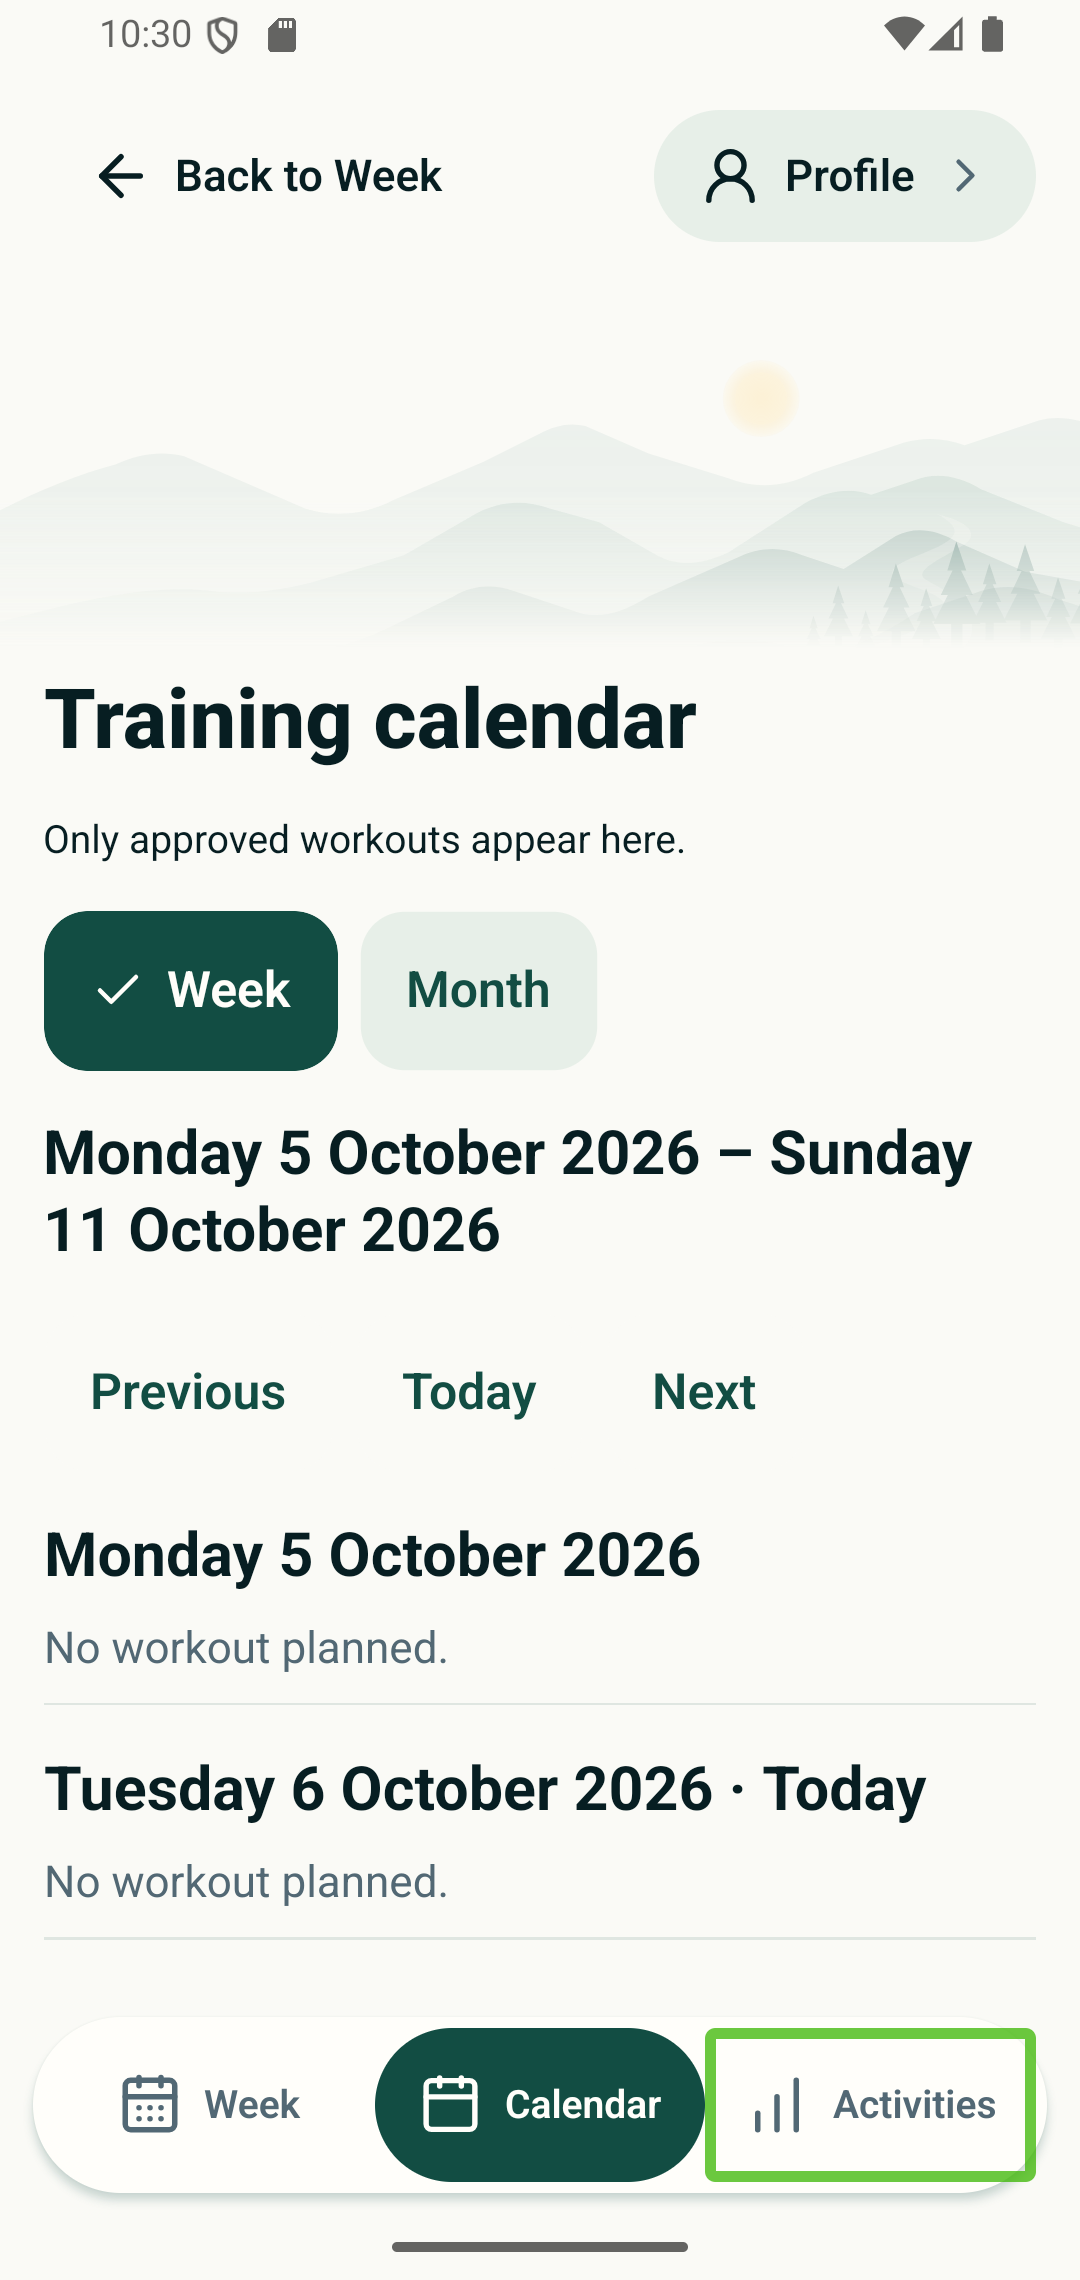 10:30
Back to Week
Profile
Training calendar
Only approved workouts appear here.
Week
Month
Monday 5 October 2026 – Sunday
11 October 2026
Previous
Today
Next
Monday 5 October 2026
No workout planned.
Tuesday 6 October 2026 · Today
No workout planned.
Week
Calendar
Activities